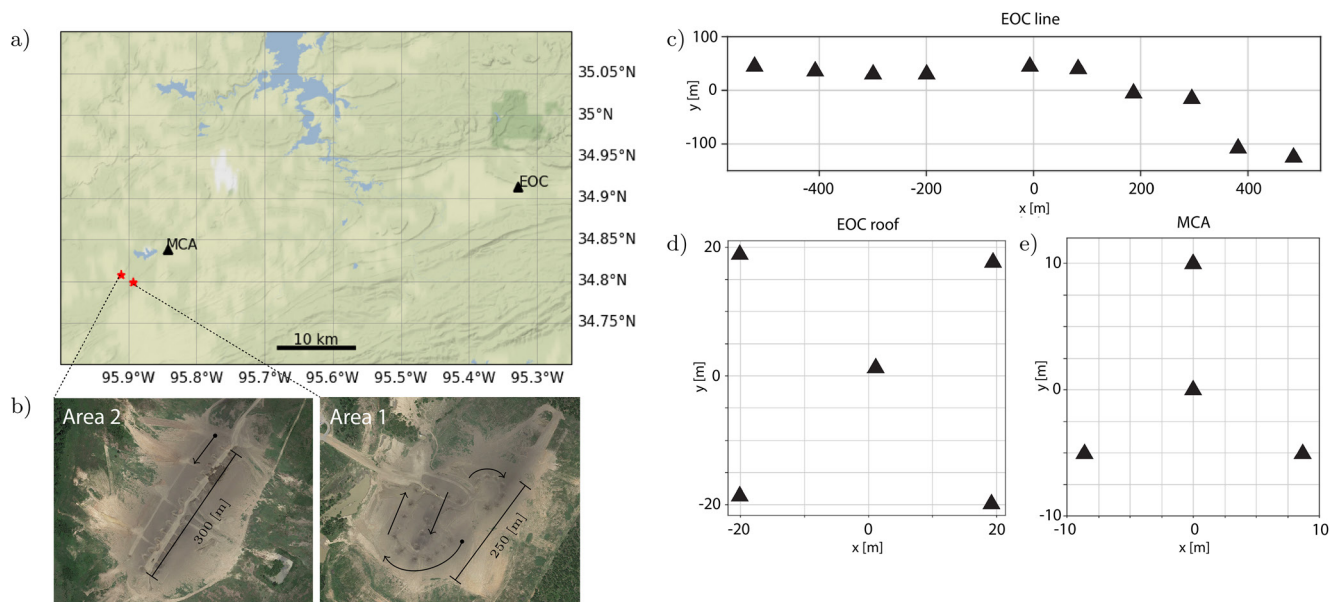 a)
35.05°N
35°N
34.95°N
34.9°N
34.85°N
34.8°N
34.75°N
EOC
MCA
10 km
95.9°W 95.8°W 95.7°W 95.6°W 95.5°W 95.4°W 95.3°W
b)
Area 2
300 [m]
Area 1
250 [m]
c)
EOC line
y [m]
100
0
-100
-400 -200 0 200 400
x [m]
d)
EOC roof
y [m]
20
0
-20
-20 0 20
x [m]
e)
MCA
y [m]
10
0
-10
-10 0 10
x [m]